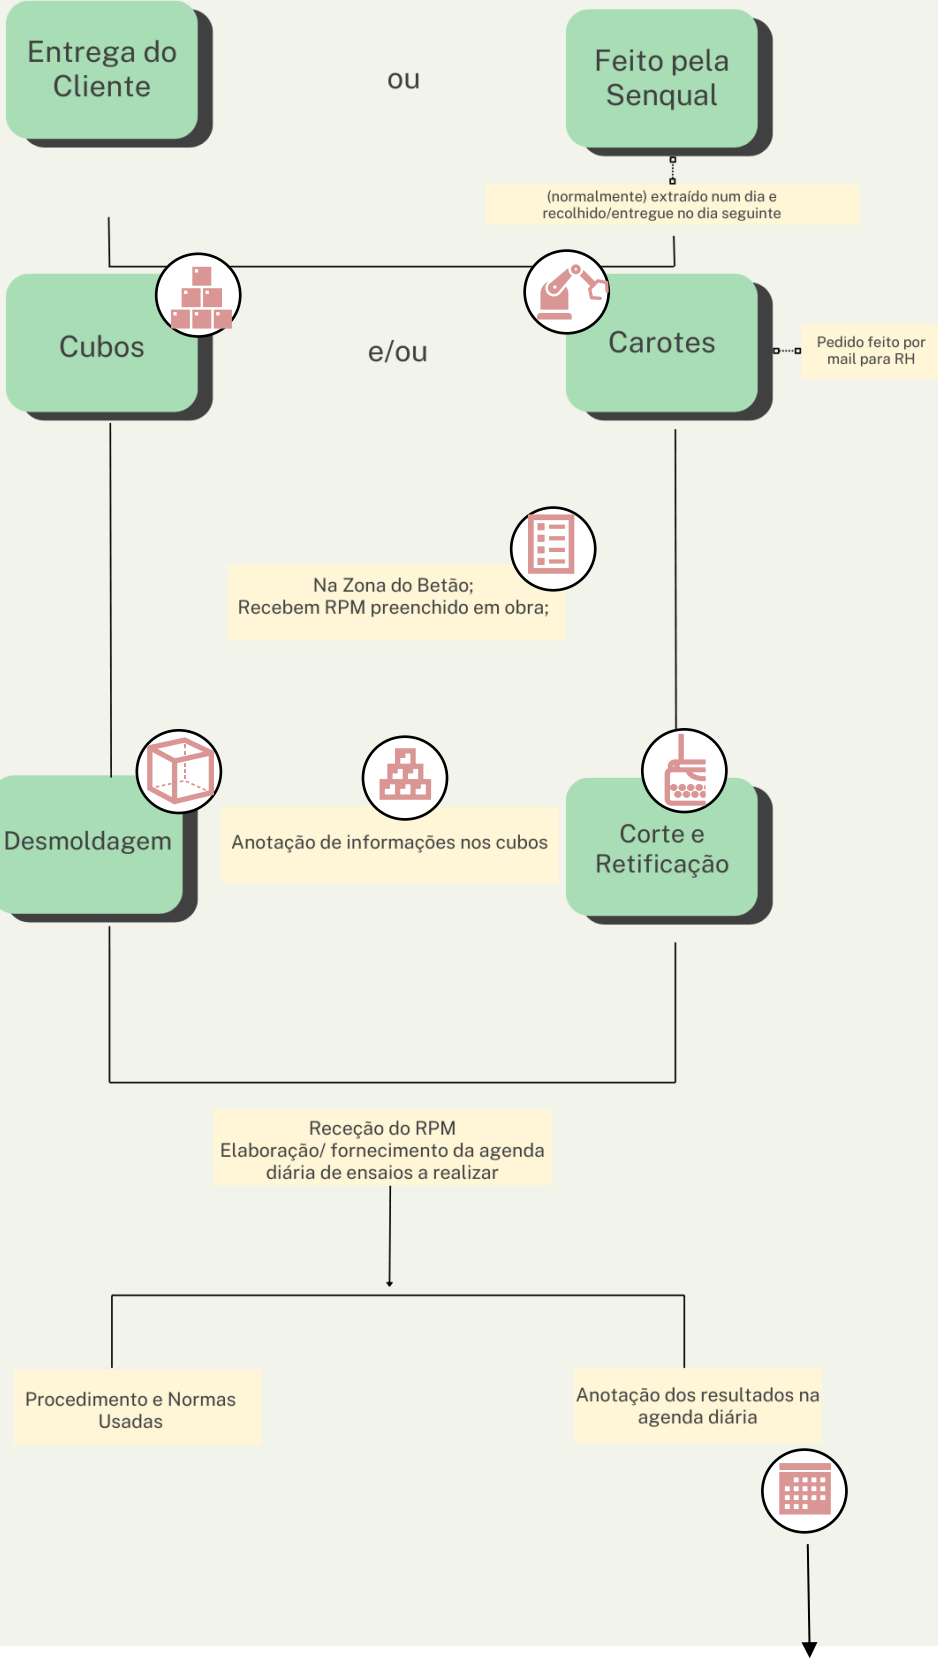 Entrega do
Cliente
ou
Feito pela
Senqual
(normalmente) extraído num dia e
recolhido/entregue no dia seguinte
Cubos
e/ou
Carotes
Pedido feito por
mail para RH
Na Zona do Betão;
Recebem RPM preenchido em obra;
Desmoldagem
Anotação de informações nos cubos
Corte e
Retificação
Receção do RPM
Elaboração/ fornecimento da agenda
diária de ensaios a realizar
Procedimento e Normas
Usadas
Anotação dos resultados na
agenda diária